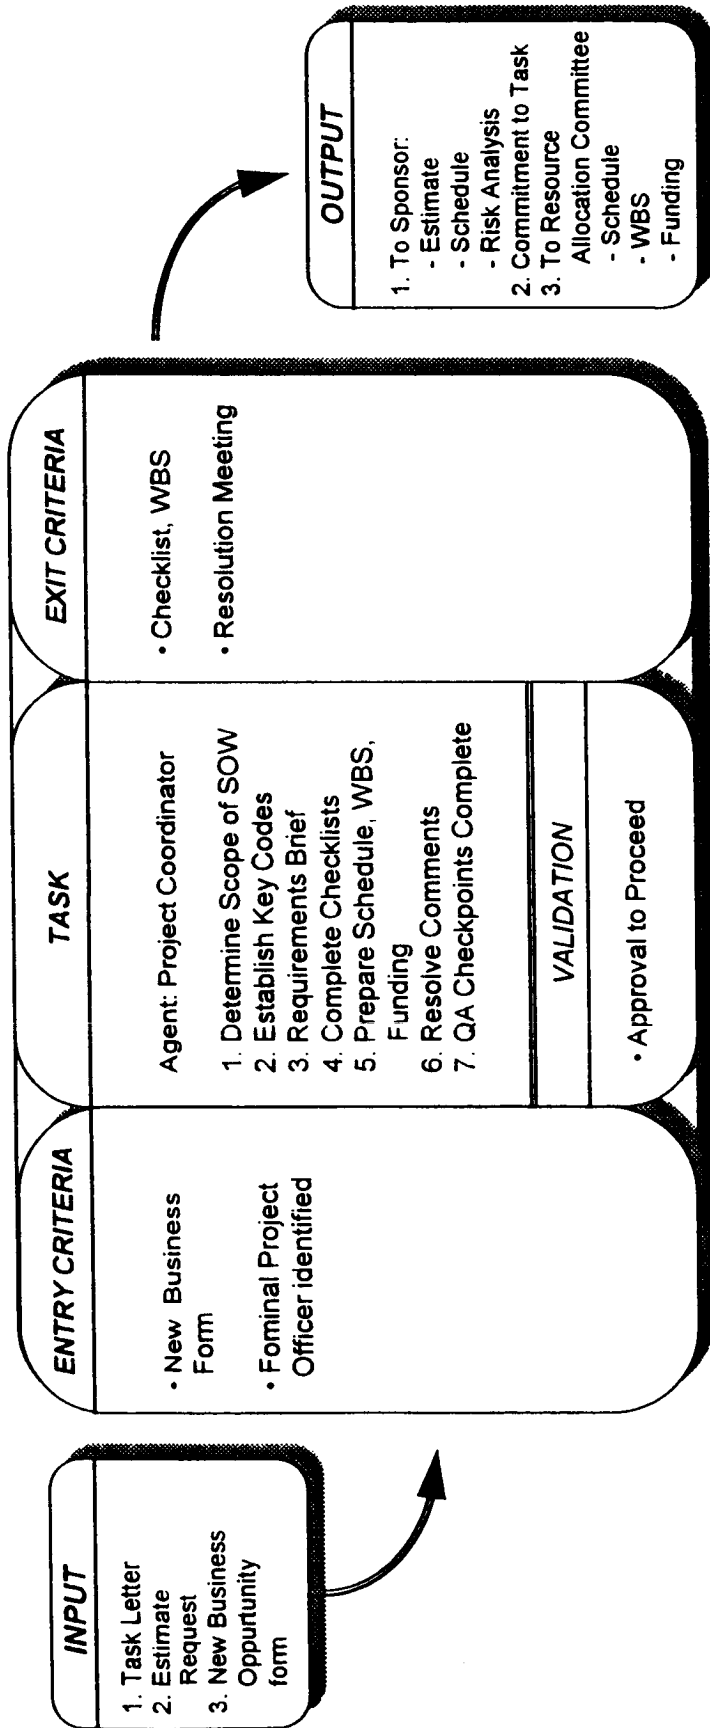 INPUT
1. Task Letter
2. Estimate
Request
3. New Business
Oppurtunity
form
ENTRY CRITERIA
• New Business
Form
• Fominal Project
Officer identified
TASK
Agent: Project Coordinator
1. Determine Scope of SOW
2. Establish Key Codes
3. Requirements Brief
4. Complete Checklists
5. Prepare Schedule, WBS,
Funding
6. Resolve Comments
7. QA Checkpoints Complete
VALIDATION
• Approval to Proceed
EXIT CRITERIA
• Checklist, WBS
• Resolution Meeting
OUTPUT
1. To Sponsor:
- Estimate
- Schedule
- Risk Analysis
2. Commitment to Task
3. To Resource
Allocation Committee
- Schedule
- WBS
- Funding